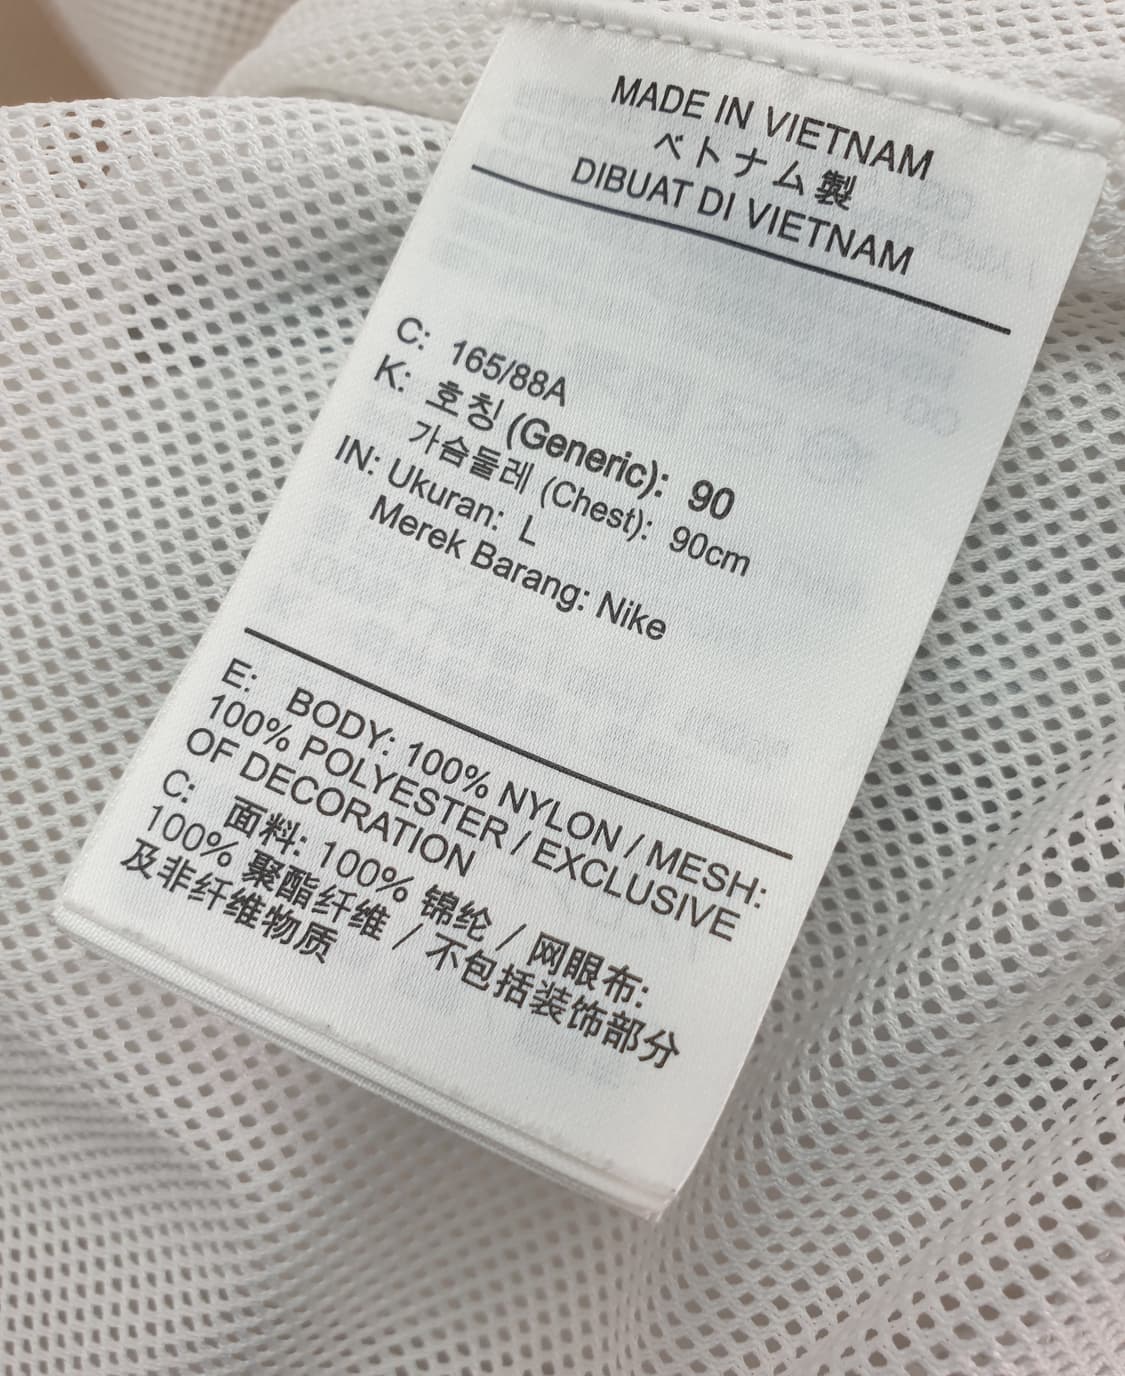 MADE IN VIETNAM
ベトナム製
DIBUAT DI VIETNAM
C: 165/88A
K: 호칭 (Generic): 90
가슴둘레 (Chest): 90cm
IN: Ukuran: L
Merek Barang: Nike
E: BODY: 100% NYLON / MESH:
100% POLYESTER / EXCLUSIVE
OF DECORATION
C: 面料: 100% 锦纶 / 网眼布:
100% 聚酯纤维 / 不包括装饰部分
及非纤维物质